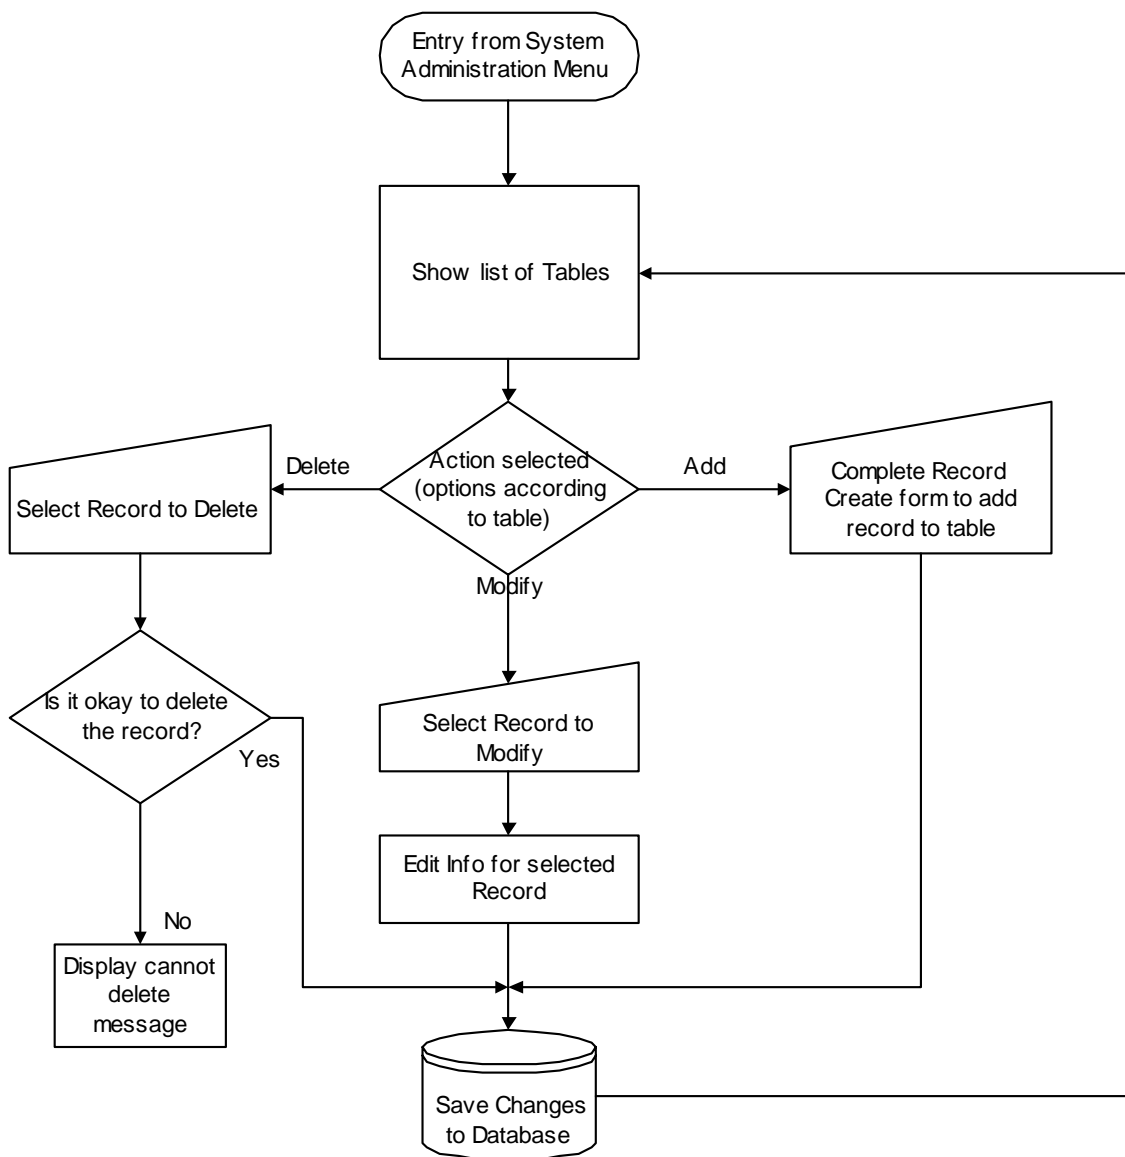 Entry from System
Administration Menu
Show list of Tables
Delete
Action selected
(options according
to table)
Add
Complete Record
Create form to add
record to table
Select Record to Delete
Modify
Is it okay to delete
the record?
Yes
Select Record to
Modify
Edit Info for selected
Record
No
Display cannot
delete
message
Save Changes
to Database